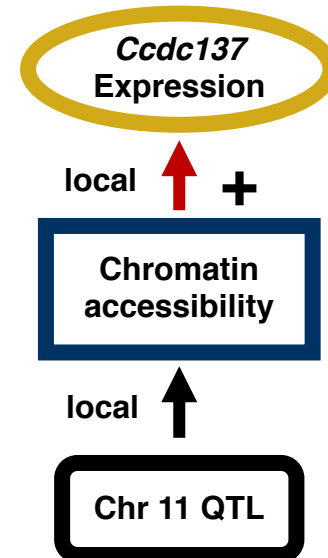 Ccdc137
Expression
local +
Chromatin
accessibility
local
Chr 11 QTL